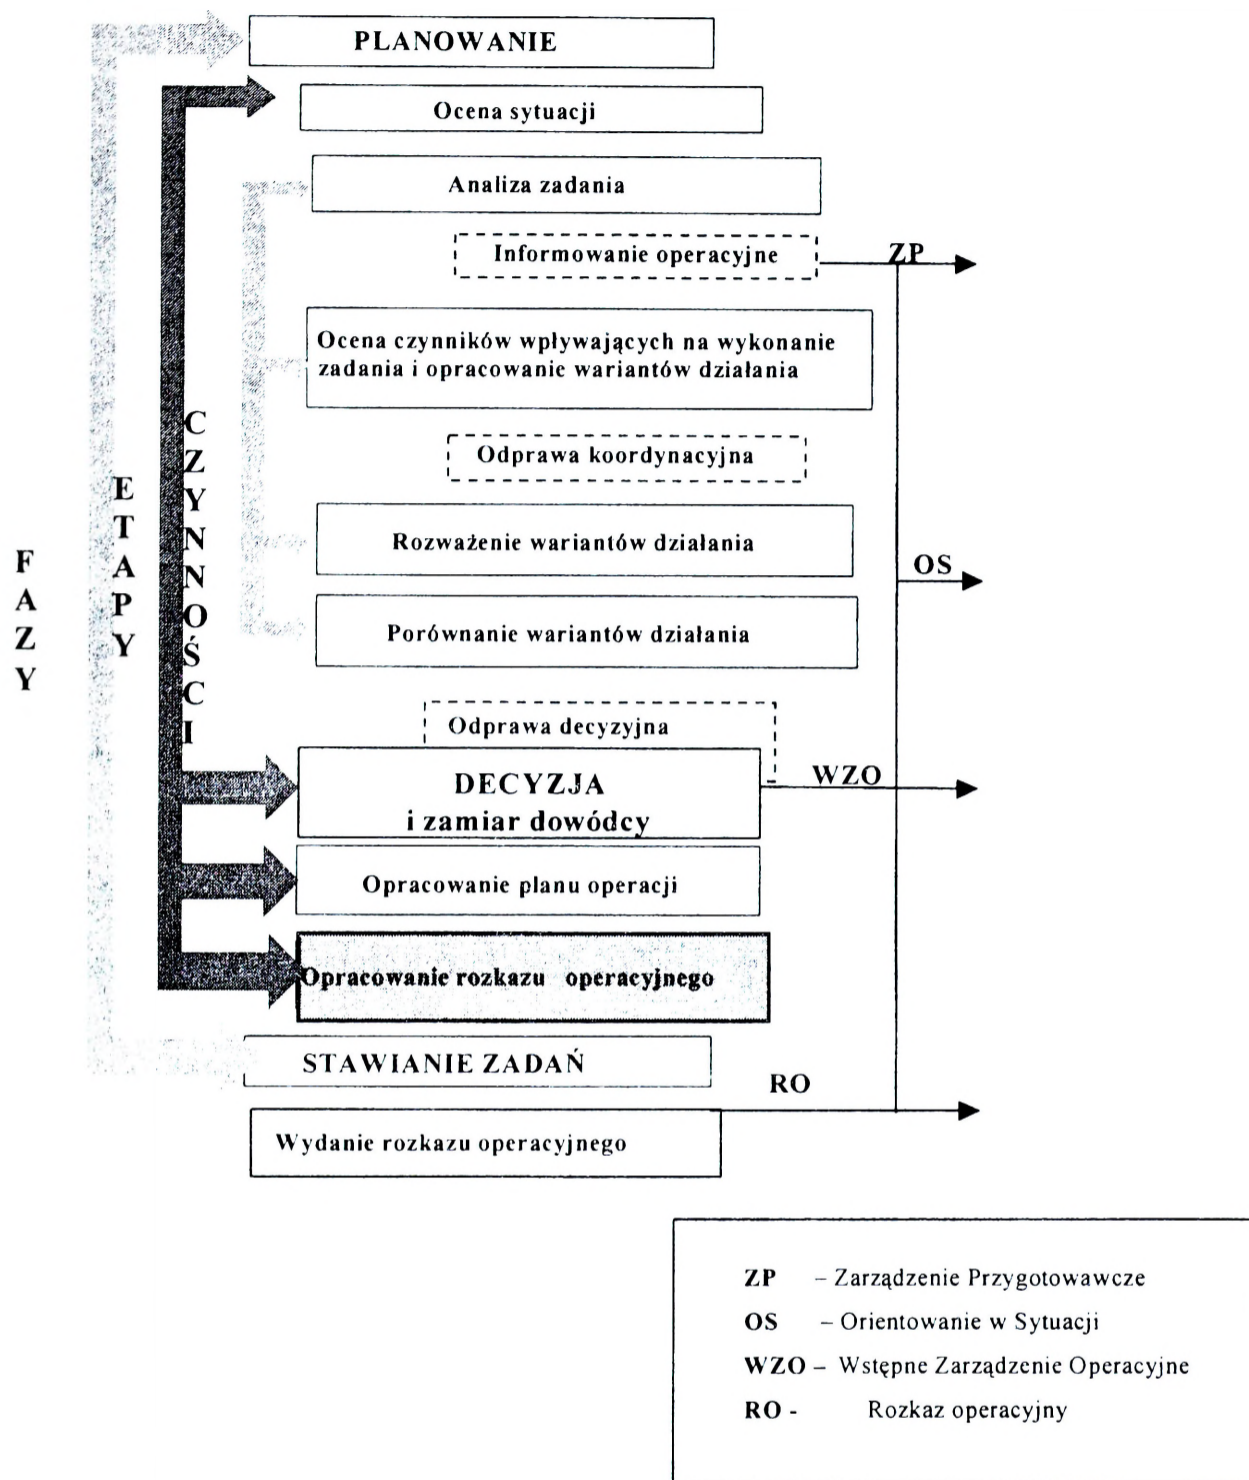 PLANOWANIE
Ocena sytuacji
Analiza zadania
Informowanie operacyjne
ZP
Ocena czynników wpływających na wykonanie
zadania i opracowanie wariantów działania
Odprawa koordynacyjna
Rozważenie wariantów działania
OS
Porównanie wariantów działania
FAZY
ETAPY
CZYNNOŚCI
Odprawa decyzyjna
DECYZJA
i zamiar dowódcy
WZO
Opracowanie planu operacji
Opracowanie rozkazu operacyjnego
STAWIANIE ZADAŃ
RO
Wydanie rozkazu operacyjnego
ZP – Zarządzenie Przygotowawcze
OS – Orientowanie w Sytuacji
WZO – Wstępne Zarządzenie Operacyjne
RO - Rozkaz operacyjny